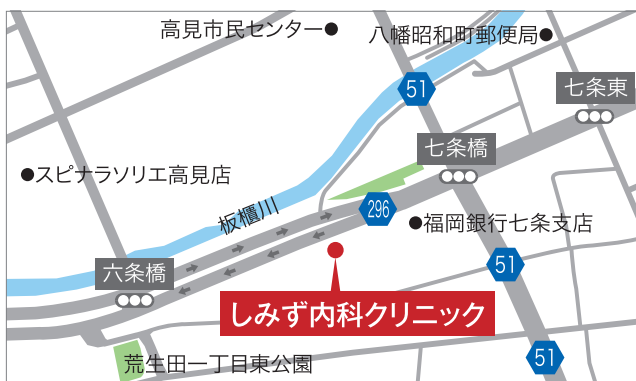 高見市民センター
八幡昭和町郵便局
51
七条東
七条橋
スピナラソリエ高見店
板櫃川
296
福岡銀行七条支店
六条橋
51
しみず内科クリニック
51
荒生田一丁目東公園